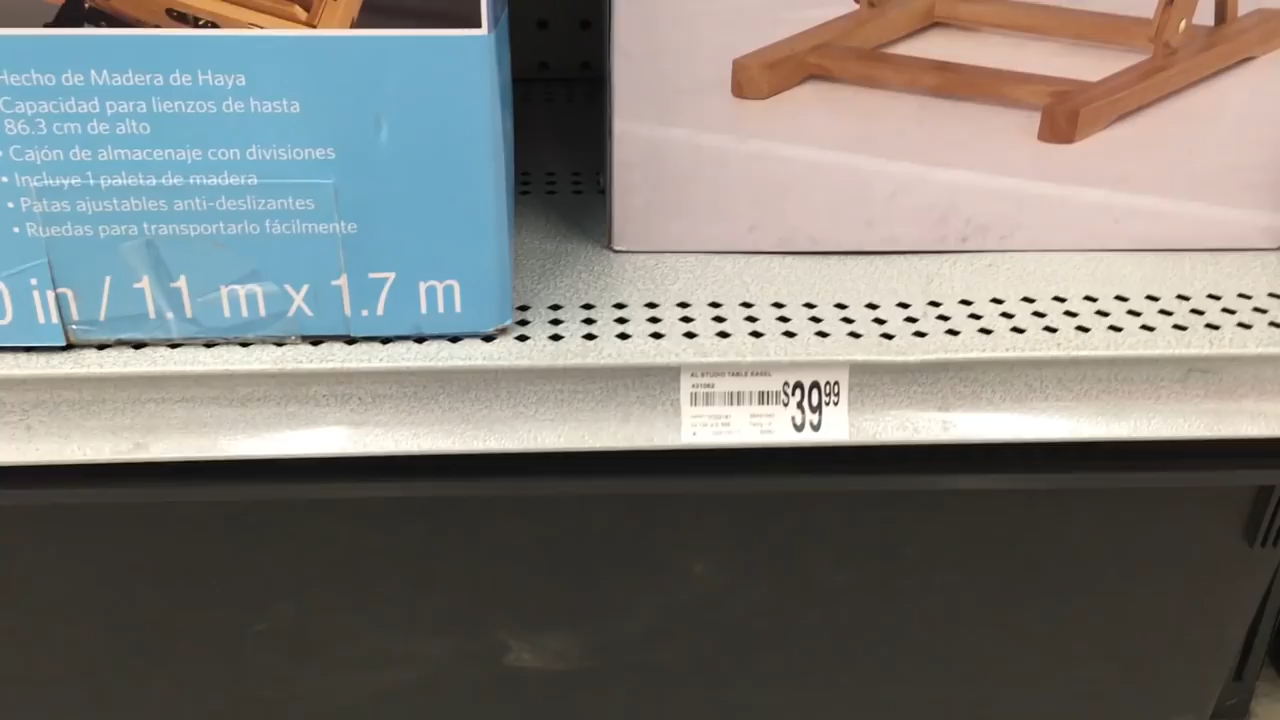 Hecho de Madera de Haya
Capacidad para lienzos de hasta
86.3 cm de alto
• Cajón de almacenaje con divisiones
• Incluye 1 paleta de madera
• Patas ajustables anti-deslizantes
• Ruedas para transportarlo fácilmente
0 in / 1.1 m x 1.7 m
AL STUDIO TABLE EASEL
$39.99